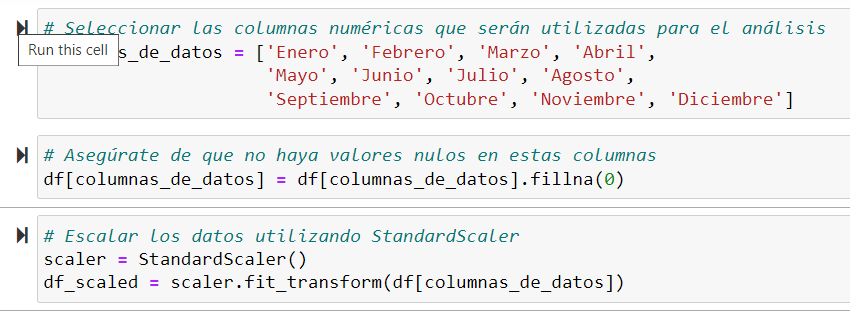 # Seleccionar las columnas numéricas que serán utilizadas para el análisis
Run this cell
s_de_datos = ['Enero', 'Febrero', 'Marzo', 'Abril',
'Mayo', 'Junio', 'Julio', 'Agosto',
'Septiembre', 'Octubre', 'Noviembre', 'Diciembre']
# Asegúrate de que no haya valores nulos en estas columnas
df[columnas_de_datos] = df[columnas_de_datos].fillna(0)
# Escalar los datos utilizando StandardScaler
scaler = StandardScaler()
df_scaled = scaler.fit_transform(df[columnas_de_datos])